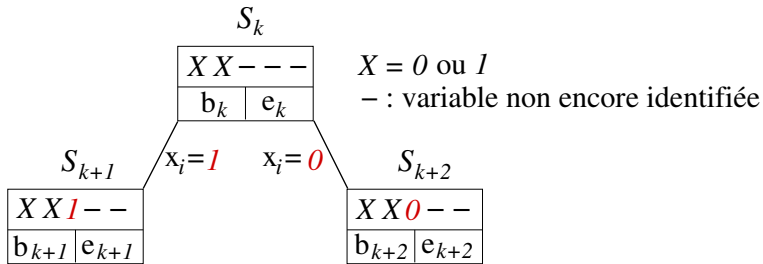 S_k
X X − − −
X = 0 ou 1
b_k e_k
− : variable non encore identifiée
x_i=1 x_i=0
S_{k+1} S_{k+2}
X X 1 − − X X 0 − −
b_{k+1} e_{k+1} b_{k+2} e_{k+2}